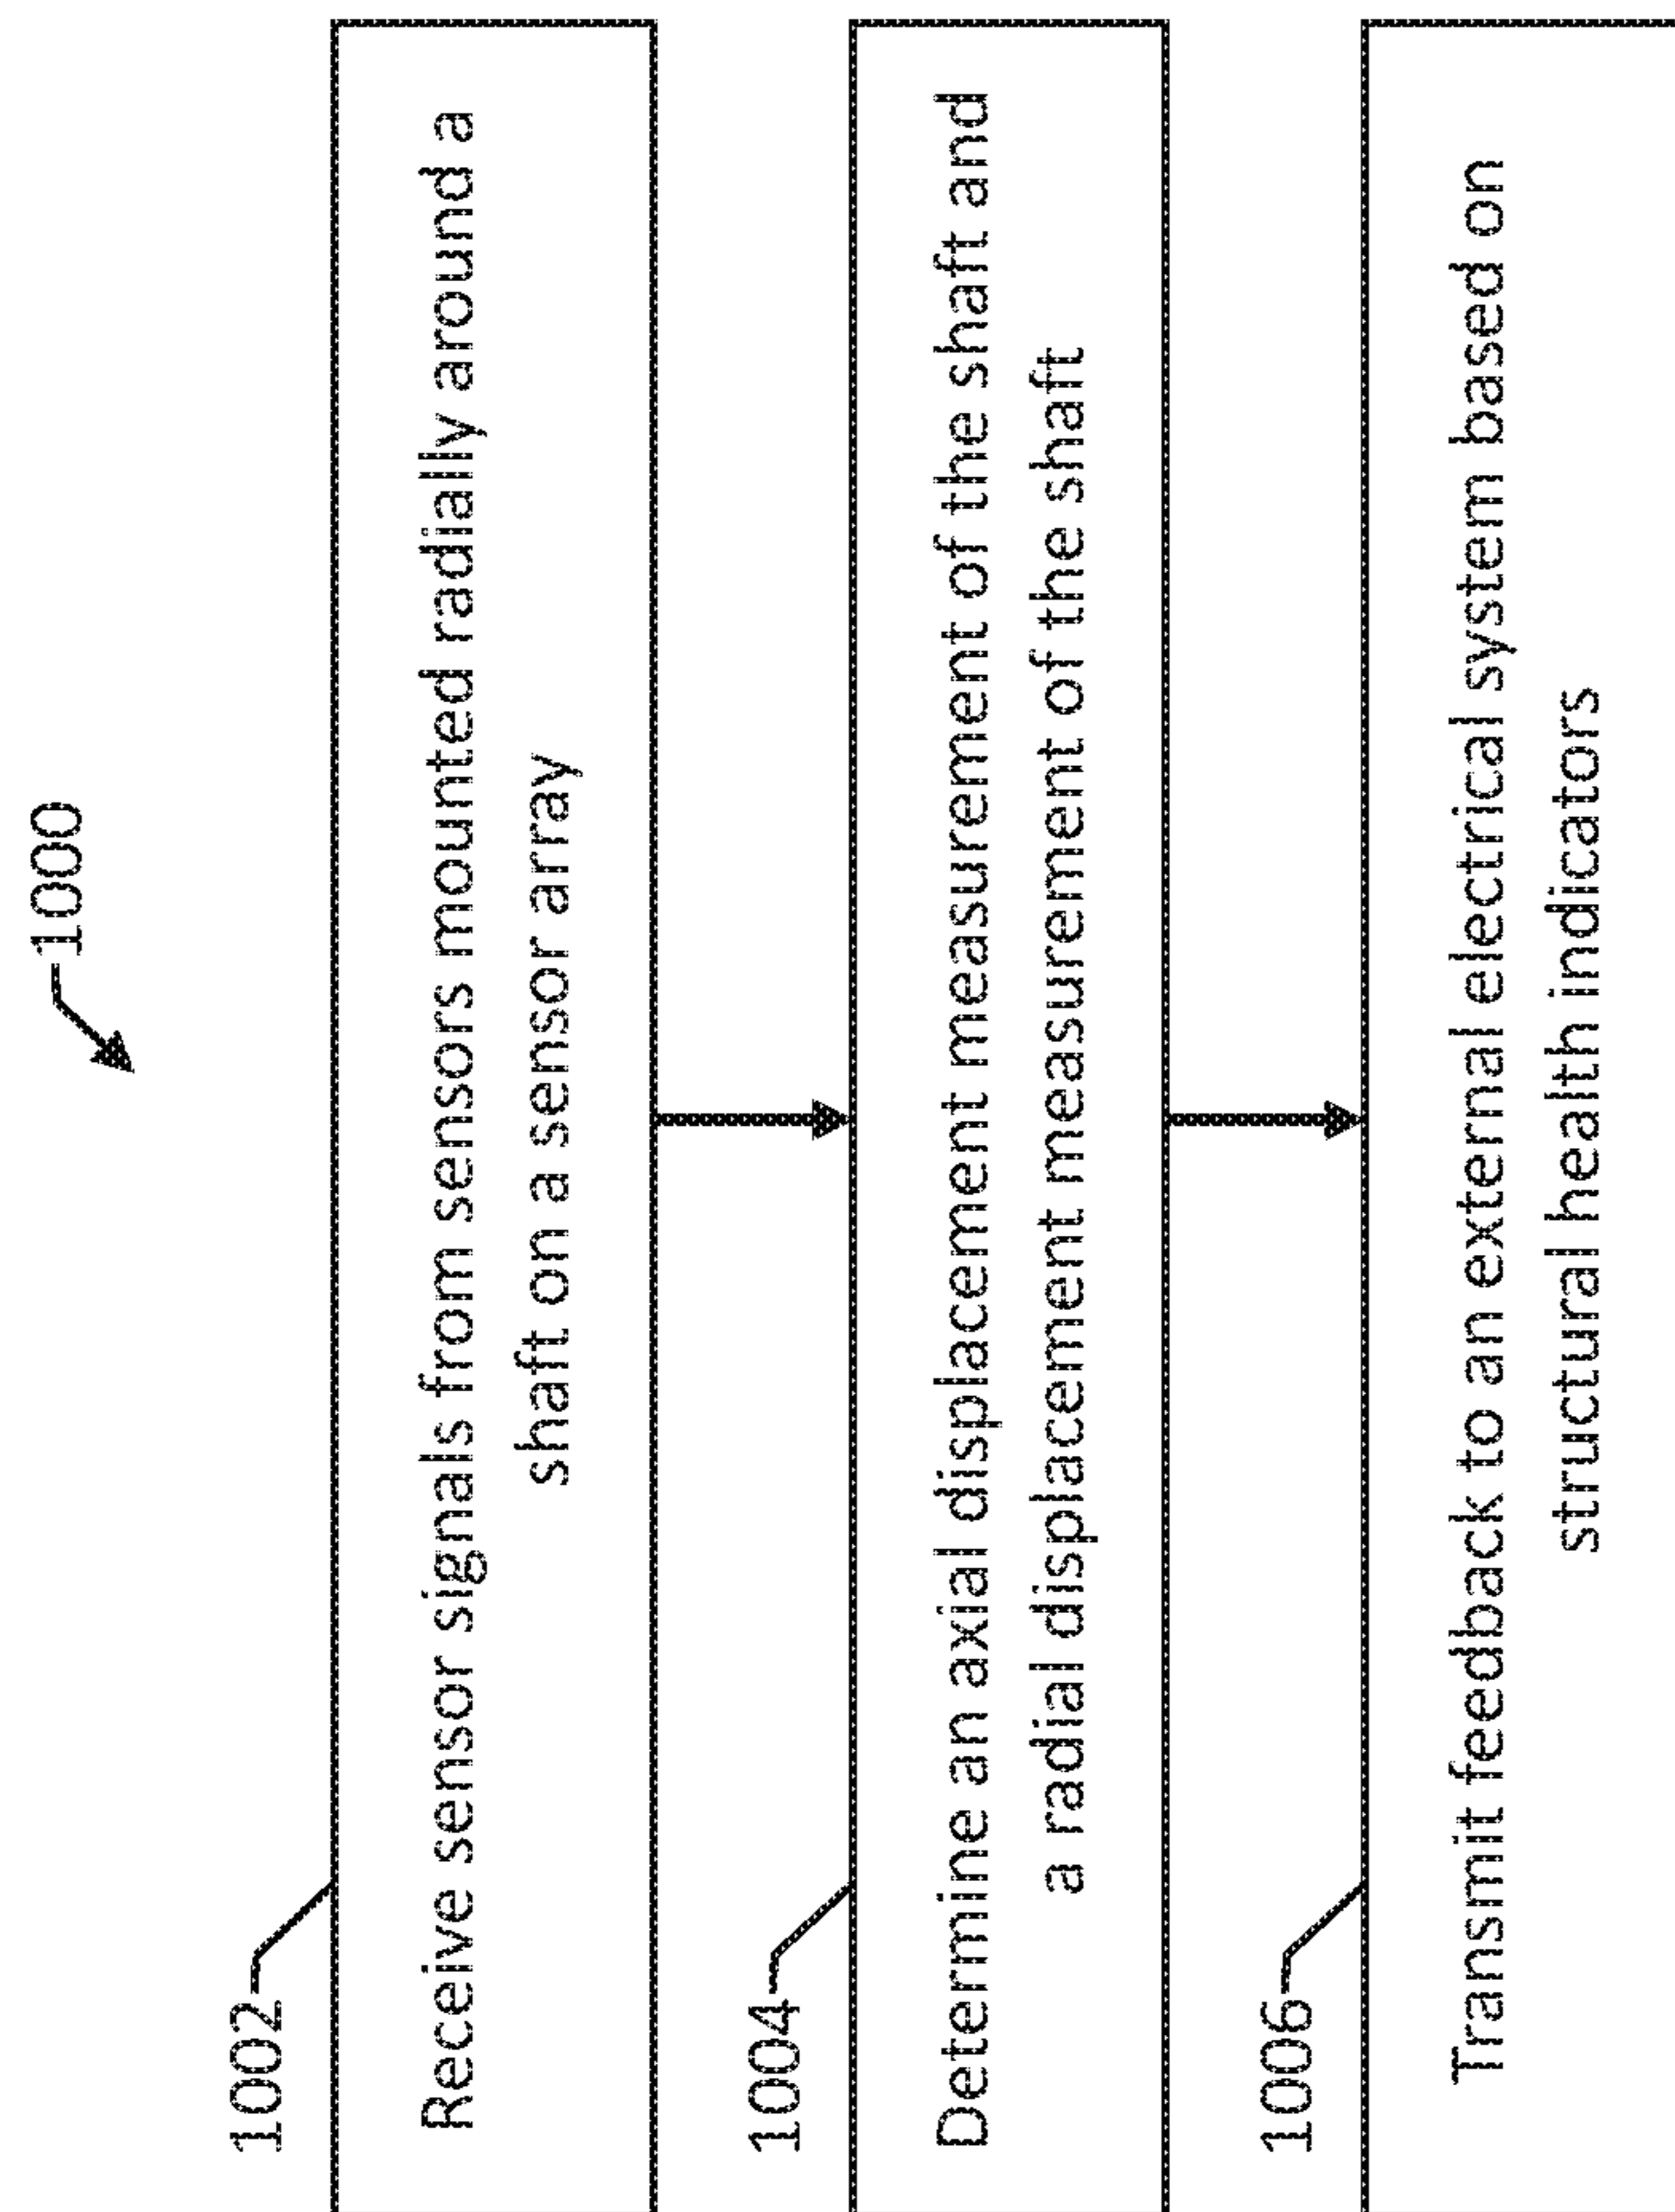 1000
1002
Receive sensor signals from sensors mounted radially around a
shaft on a sensor array
1004
Determine an axial displacement measurement of the shaft and
a radial displacement measurement of the shaft
1006
Transmit feedback to an external electrical system based on
structural health indicators